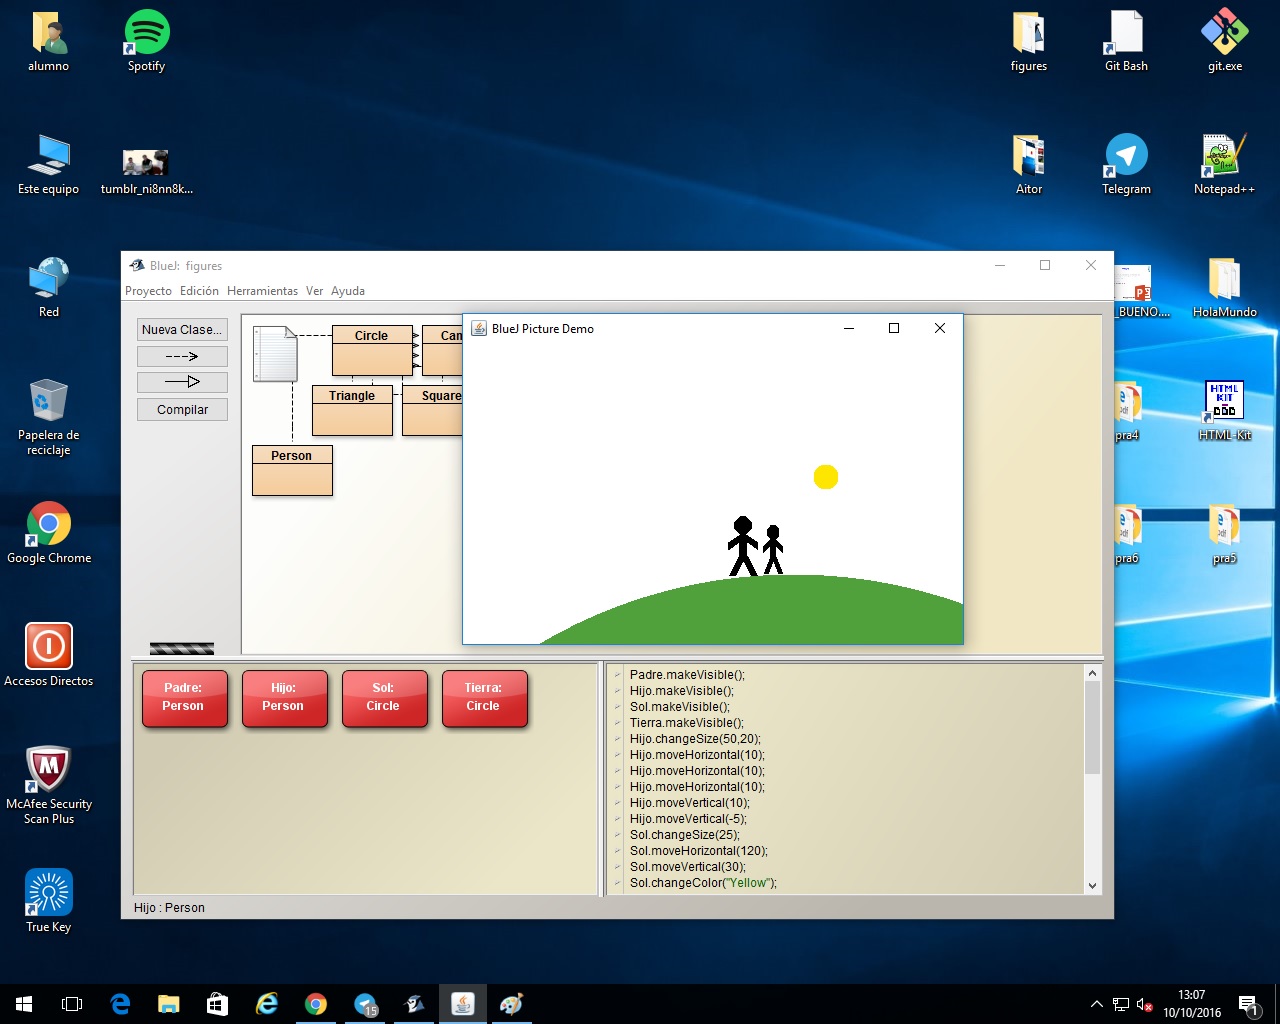 alumno
Spotify
figures
Git Bash
git.exe
Este equipo
tumblr_ni8nn8k...
Aitor
Telegram
Notepad++
Red
_BUENO....
HolaMundo
Papelera de
reciclaje
pra4
HTML
KIT
HTML-Kit
Google Chrome
pra6
pra5
Accesos Directos
McAfee Security
Scan Plus
True Key
BlueJ: figures
Proyecto Edición Herramientas Ver Ayuda
Nueva Clase...
Compilar
Circle
Can
Triangle
Square
Person
BlueJ Picture Demo
Padre:
Person
Hijo:
Person
Sol:
Circle
Tierra:
Circle
Padre.makeVisible();
Hijo.makeVisible();
Sol.makeVisible();
Tierra.makeVisible();
Hijo.changeSize(50,20);
Hijo.moveHorizontal(10);
Hijo.moveHorizontal(10);
Hijo.moveHorizontal(10);
Hijo.moveVertical(10);
Hijo.moveVertical(-5);
Sol.changeSize(25);
Sol.moveHorizontal(120);
Sol.moveVertical(30);
Sol.changeColor("Yellow");
Hijo : Person
15
13:07
10/10/2016
1